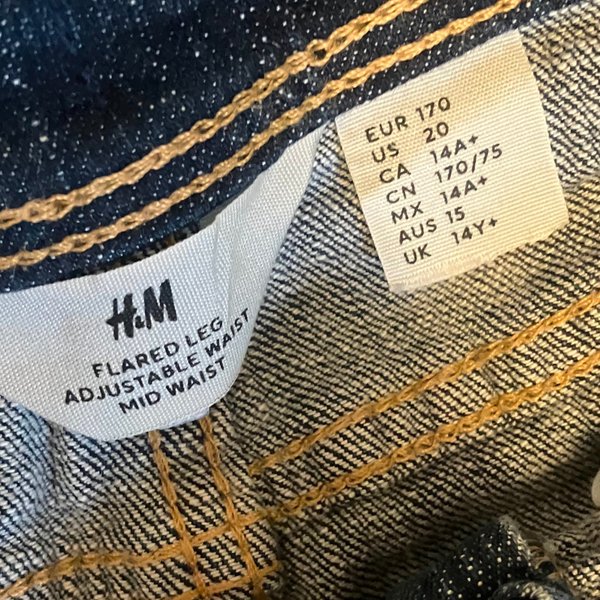 H&M
FLARED LEG
ADJUSTABLE WAIST
MID WAIST
EUR 170
US 20
CA 14A+
CN 170/75
MX 14A+
AUS 15
UK 14Y+